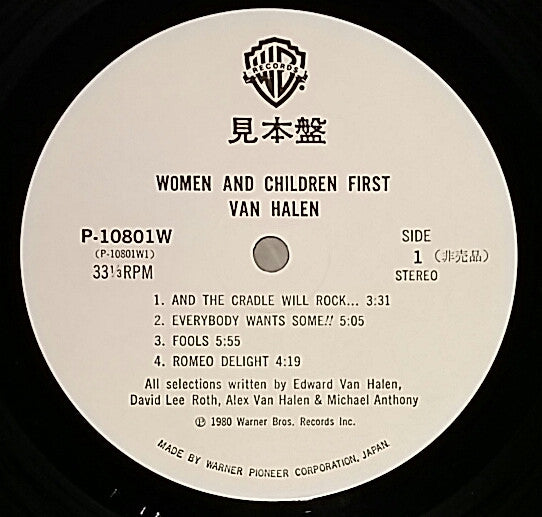 WB RECORDS
見本盤
WOMEN AND CHILDREN FIRST
VAN HALEN
P-10801W
(P-10801W1)
33⅓RPM
SIDE
1 (非売品)
STEREO
1. AND THE CRADLE WILL ROCK... 3:31
2. EVERYBODY WANTS SOME!! 5:05
3. FOOLS 5:55
4. ROMEO DELIGHT 4:19
All selections written by Edward Van Halen,
David Lee Roth, Alex Van Halen & Michael Anthony
℗ 1980 Warner Bros. Records Inc.
MADE BY WARNER PIONEER CORPORATION, JAPAN.